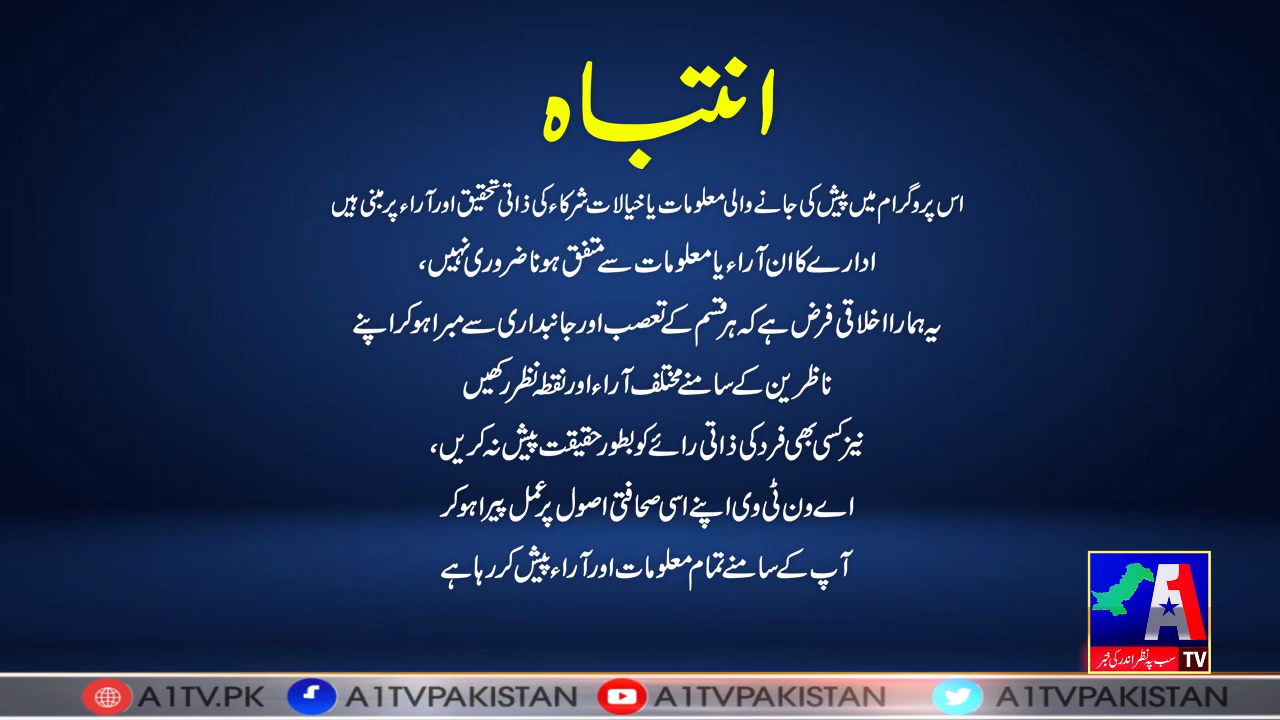 انتباہ
اس پروگرام میں پیش کی جانے والی معلومات یا خیالات شرکاء کی ذاتی تحقیق اور آراء پر مبنی ہیں
ادارے کا ان آراء یا معلومات سے متفق ہونا ضروری نہیں،
یہ ہمارا اخلاقی فرض ہے کہ ہر قسم کے تعصب اور جانبداری سے مبرا ہو کر اپنے
ناظرین کے سامنے مختلف آراء اور نقطہ نظر رکھیں
نیز کسی بھی فرد کی ذاتی رائے کو بطور حقیقت پیش نہ کریں،
اے ون ٹی وی اپنے اسی صحافتی اصول پر عمل پیرا ہو کر
آپ کے سامنے تمام معلومات اور آراء پیش کر رہا ہے
A1
سب پہ نظر اندر کی خبر TV
A1TV.PK A1TVPAKISTAN A1TVPAKISTAN A1TVPAKISTAN